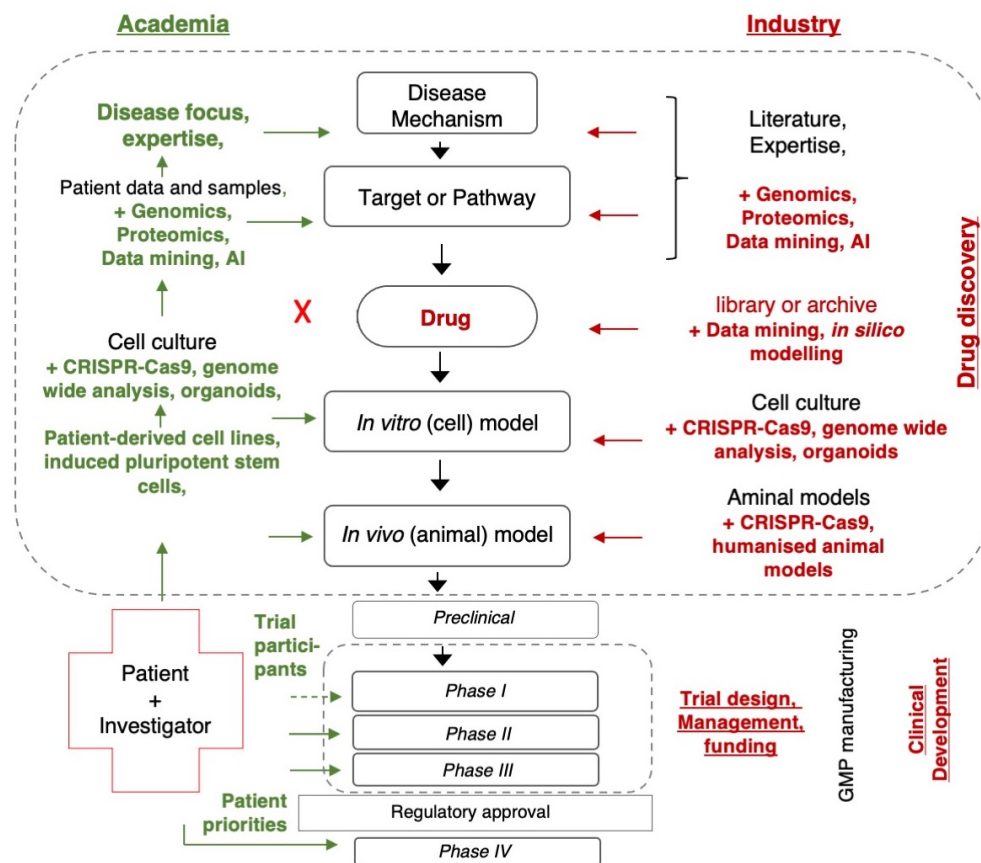 Academia
Industry
Disease focus,
expertise,
Patient data and samples,
+ Genomics,
Proteomics,
Data mining, AI
Cell culture
+ CRISPR-Cas9, genome
wide analysis, organoids,
Patient-derived cell lines,
induced pluripotent stem
cells,
Patient
+
Investigator
Trial
partici-
pants
Patient
priorities
Disease
Mechanism
Target or Pathway
X
Drug
In vitro (cell) model
In vivo (animal) model
Preclinical
Phase I
Phase II
Phase III
Regulatory approval
Phase IV
Literature,
Expertise,
+ Genomics,
Proteomics,
Data mining, AI
library or archive
+ Data mining, in silico
modelling
Cell culture
+ CRISPR-Cas9, genome wide
analysis, organoids
Aminal models
+ CRISPR-Cas9,
humanised animal
models
Trial design,
Management,
funding
GMP manufacturing
Drug discovery
Clinical
Development